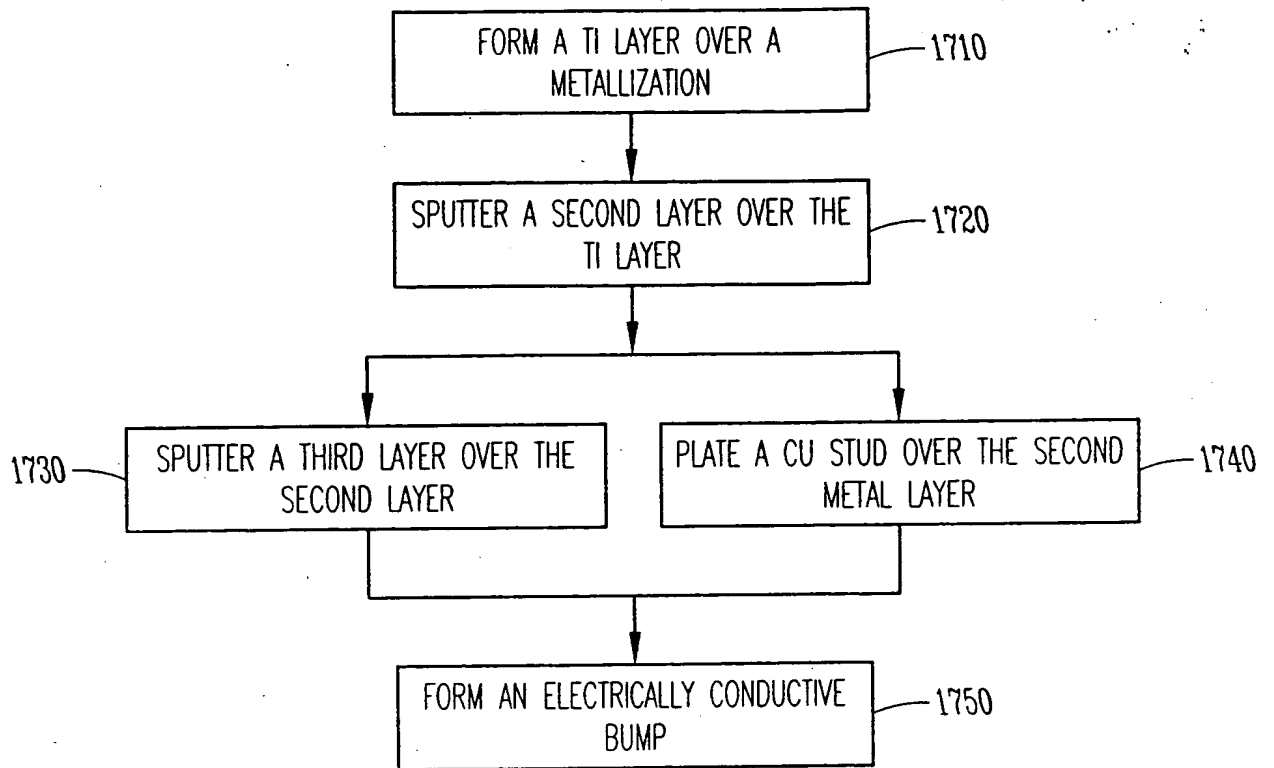 FORM A TI LAYER OVER A
METALLIZATION
1710
SPUTTER A SECOND LAYER OVER THE
TI LAYER
1720
1730
SPUTTER A THIRD LAYER OVER THE
SECOND LAYER
PLATE A CU STUD OVER THE SECOND
METAL LAYER
1740
FORM AN ELECTRICALLY CONDUCTIVE
BUMP
1750